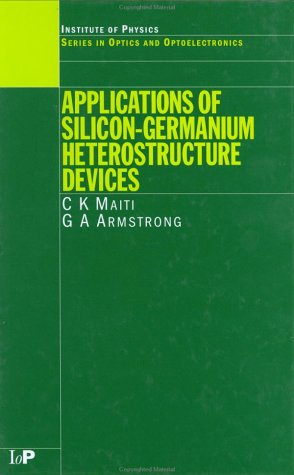 Institute of Physics
Series in Optics and Optoelectronics
APPLICATIONS OF
SILICON-GERMANIUM
HETEROSTRUCTURE
DEVICES
C K Maiti
G A Armstrong
IoP